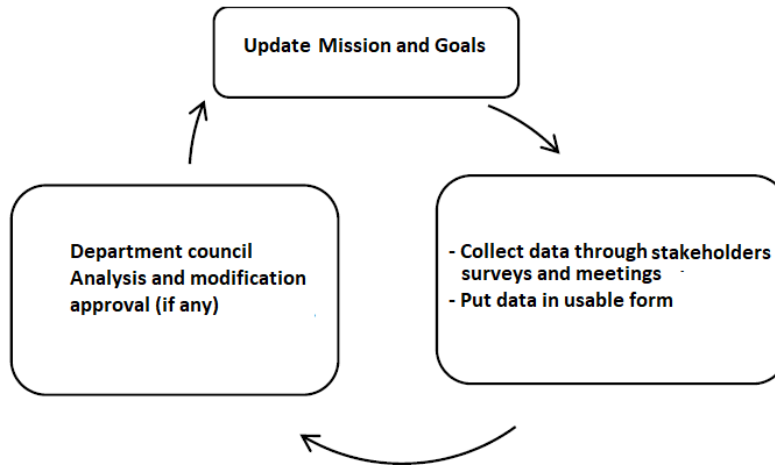 Update Mission and Goals
Department council
Analysis and modification
approval (if any)
- Collect data through stakeholders
surveys and meetings
- Put data in usable form